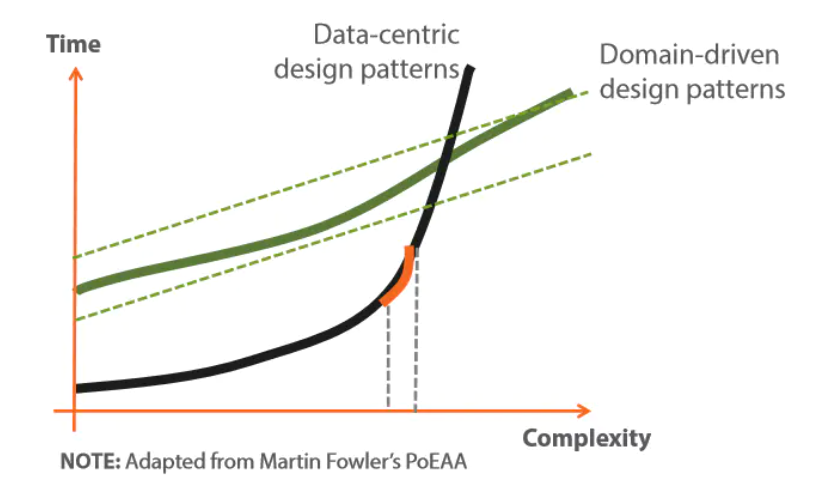 Time
Data-centric
design patterns
Domain-driven
design patterns
Complexity
NOTE: Adapted from Martin Fowler's PoEAA